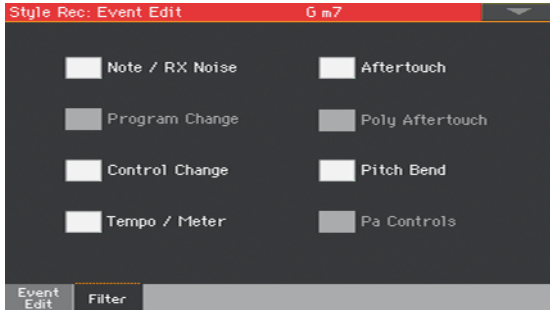 Style Rec: Event Edit G m7
Note / RX Noise Aftertouch
Program Change Poly Aftertouch
Control Change Pitch Bend
Tempo / Meter Pa Controls
Event
Edit
Filter